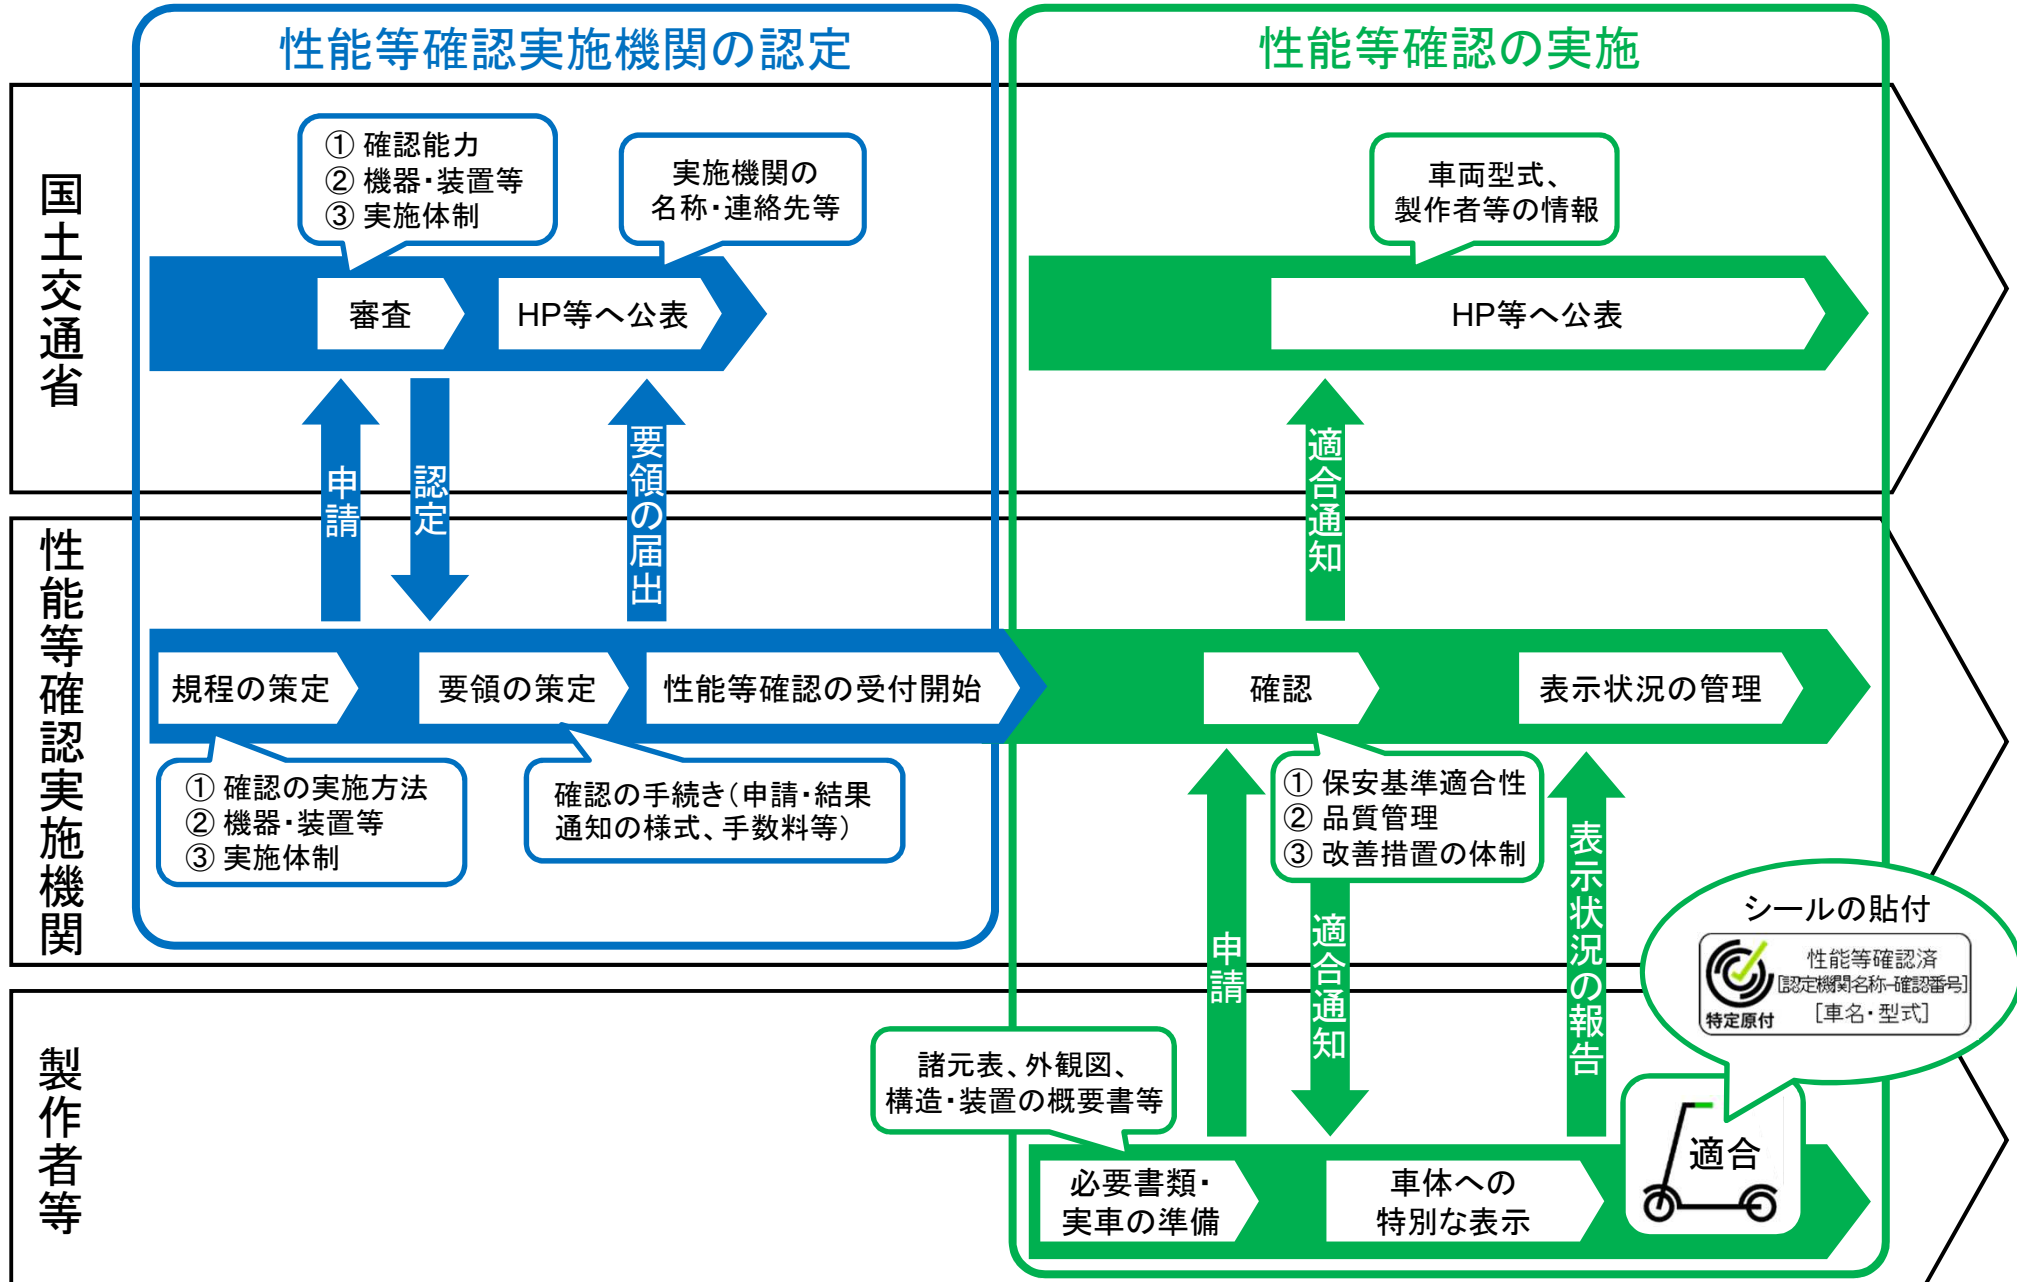 性能等確認実施機関の認定
性能等確認の実施
国土交通省
① 確認能力
② 機器・装置等
③ 実施体制
実施機関の
名称・連絡先等
車両型式、
製作者等の情報
審査
HP等へ公表
HP等へ公表
申請
認定
要領の届出
適合通知
性能等確認実施機関
規程の策定
要領の策定
性能等確認の受付開始
確認
表示状況の管理
① 確認の実施方法
② 機器・装置等
③ 実施体制
確認の手続き（申請・結果
通知の様式、手数料等）
① 保安基準適合性
② 品質管理
③ 改善措置の体制
申請
適合通知
表示状況の報告
シールの貼付
性能等確認済
[認定機関名称-確認番号]
[車名・型式]
特定原付
製作者等
諸元表、外観図、
構造・装置の概要書等
必要書類・
実車の準備
車体への
特別な表示
適合